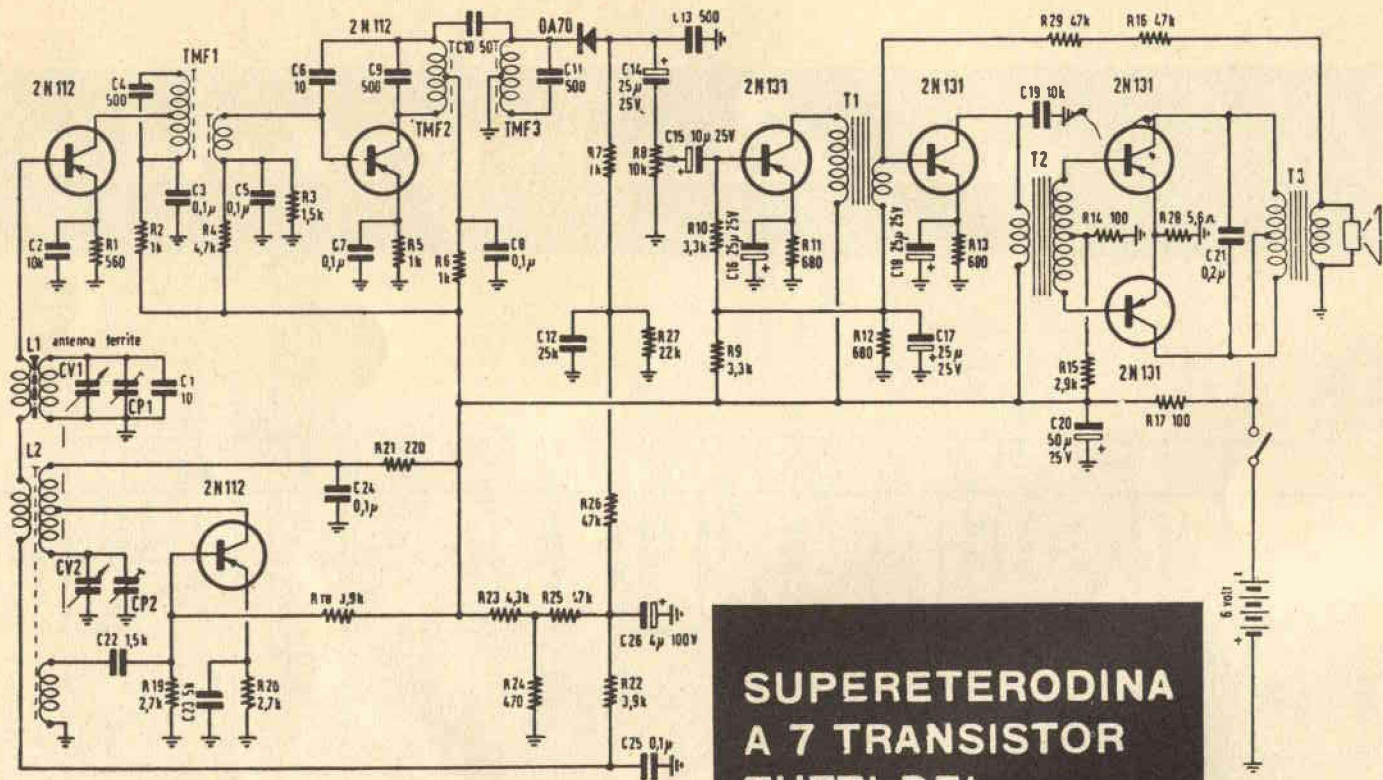 2N112
C4
500
TMF1
C6
10
2N112
C9
500
C10 50
TMF2
TMF3
OA70
C11
500
C13 500
C14
25µ
25V
C15 10µ 25V
R7
1k
R8
10k
2N131
T1
2N131
R29 47k
R16 47k
C19 10k
2N131
T2
T3
C2
10k
R1
560
R2
1k
C3
0,1µ
R4
4,7k
C5
0,1µ
R3
1,5k
C7
0,1µ
R5
1k
R6
1k
C8
0,1µ
R10
3,3k
C16 25µ 25V
R11
680
C18 25µ 25V
R13
680
R14 100
R28 5,6Ω
C21
0,2µ
L1 antenna ferrite
CV1
CP1
C1
10
C12
25k
R27
22k
R9
3,3k
R12
680
C17
25µ
25V
R15
2,9k
2N131
R17 100
C20
50µ
25V
L2
CV2
CP2
2N112
R21 220
C24
0,1µ
R26
47k
6 volt
C22 1,5k
R18 3,9k
R23 4,3k
R25 47k
C26 4µ 100V
R19
2,7k
C23 5k
R20
2,7k
R24
470
R22
3,9k
C25 0,1µ
SUPERETERODINA
A 7 TRANSISTOR